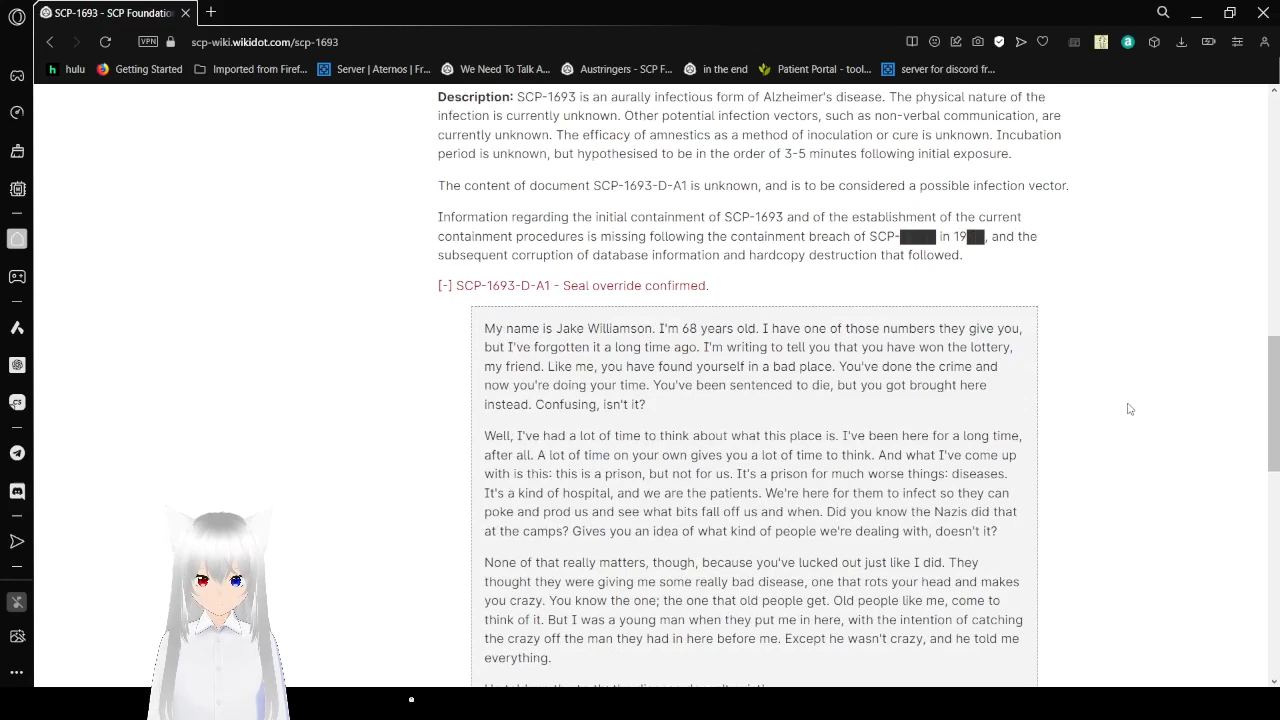 SCP-1693 - SCP Foundatio
scp-wiki.wikidot.com/scp-1693
VPN
hulu
Getting Started
Imported from Firef...
Server | Aternos | Fr...
We Need To Talk A...
Austringers - SCP F...
in the end
Patient Portal - tool...
server for discord fr...
Description: SCP-1693 is an aurally infectious form of Alzheimer's disease. The physical nature of the
infection is currently unknown. Other potential infection vectors, such as non-verbal communication, are
currently unknown. The efficacy of amnestics as a method of inoculation or cure is unknown. Incubation
period is unknown, but hypothesised to be in the order of 3-5 minutes following initial exposure.
The content of document SCP-1693-D-A1 is unknown, and is to be considered a possible infection vector.
Information regarding the initial containment of SCP-1693 and of the establishment of the current
containment procedures is missing following the containment breach of SCP-████ in 19██, and the
subsequent corruption of database information and hardcopy destruction that followed.
[-] SCP-1693-D-A1 - Seal override confirmed.
My name is Jake Williamson. I'm 68 years old. I have one of those numbers they give you,
but I've forgotten it a long time ago. I'm writing to tell you that you have won the lottery,
my friend. Like me, you have found yourself in a bad place. You've done the crime and
now you're doing your time. You've been sentenced to die, but you got brought here
instead. Confusing, isn't it?
Well, I've had a lot of time to think about what this place is. I've been here for a long time,
after all. A lot of time on your own gives you a lot of time to think. And what I've come up
with is this: this is a prison, but not for us. It's a prison for much worse things: diseases.
It's a kind of hospital, and we are the patients. We're here for them to infect so they can
poke and prod us and see what bits fall off us and when. Did you know the Nazis did that
at the camps? Gives you an idea of what kind of people we're dealing with, doesn't it?
None of that really matters, though, because you've lucked out just like I did. They
thought they were giving me some really bad disease, one that rots your head and makes
you crazy. You know the one; the one that old people get. Old people like me, come to
think of it. But I was a young man when they put me in here, with the intention of catching
the crazy off the man they had in here before me. Except he wasn't crazy, and he told me
everything.